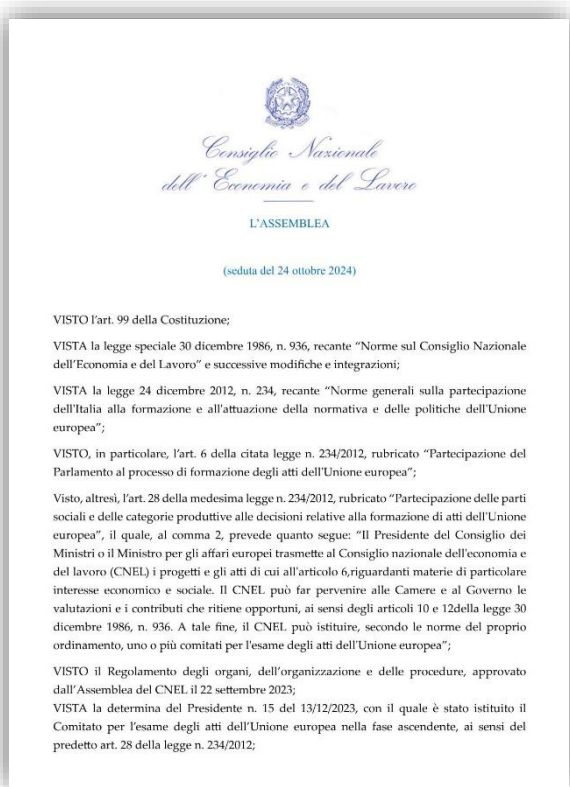 Consiglio Nazionale
dell'Economia e del Lavoro
L'ASSEMBLEA
(seduta del 24 ottobre 2024)
VISTO l'art. 99 della Costituzione;
VISTA la legge speciale 30 dicembre 1986, n. 936, recante “Norme sul Consiglio Nazionale
dell'Economia e del Lavoro” e successive modifiche e integrazioni;
VISTA la legge 24 dicembre 2012, n. 234, recante “Norme generali sulla partecipazione
dell'Italia alla formazione e all'attuazione della normativa e delle politiche dell'Unione
europea”;
VISTO, in particolare, l'art. 6 della citata legge n. 234/2012, rubricato “Partecipazione del
Parlamento al processo di formazione degli atti dell'Unione europea”;
Visto, altresì, l'art. 28 della medesima legge n. 234/2012, rubricato “Partecipazione delle parti
sociali e delle categorie produttive alle decisioni relative alla formazione di atti dell'Unione
europea”, il quale, al comma 2, prevede quanto segue: “Il Presidente del Consiglio dei
Ministri o il Ministro per gli affari europei trasmette al Consiglio nazionale dell'economia e
del lavoro (CNEL) i progetti e gli atti di cui all'articolo 6,riguardanti materie di particolare
interesse economico e sociale. Il CNEL può far pervenire alle Camere e al Governo le
valutazioni e i contributi che ritiene opportuni, ai sensi degli articoli 10 e 12della legge 30
dicembre 1986, n. 936. A tale fine, il CNEL può istituire, secondo le norme del proprio
ordinamento, uno o più comitati per l'esame degli atti dell'Unione europea”;
VISTO il Regolamento degli organi, dell'organizzazione e delle procedure, approvato
dall'Assemblea del CNEL il 22 settembre 2023;
VISTA la determina del Presidente n. 15 del 13/12/2023, con il quale è stato istituito il
Comitato per l'esame degli atti dell'Unione europea nella fase ascendente, ai sensi del
predetto art. 28 della legge n. 234/2012;